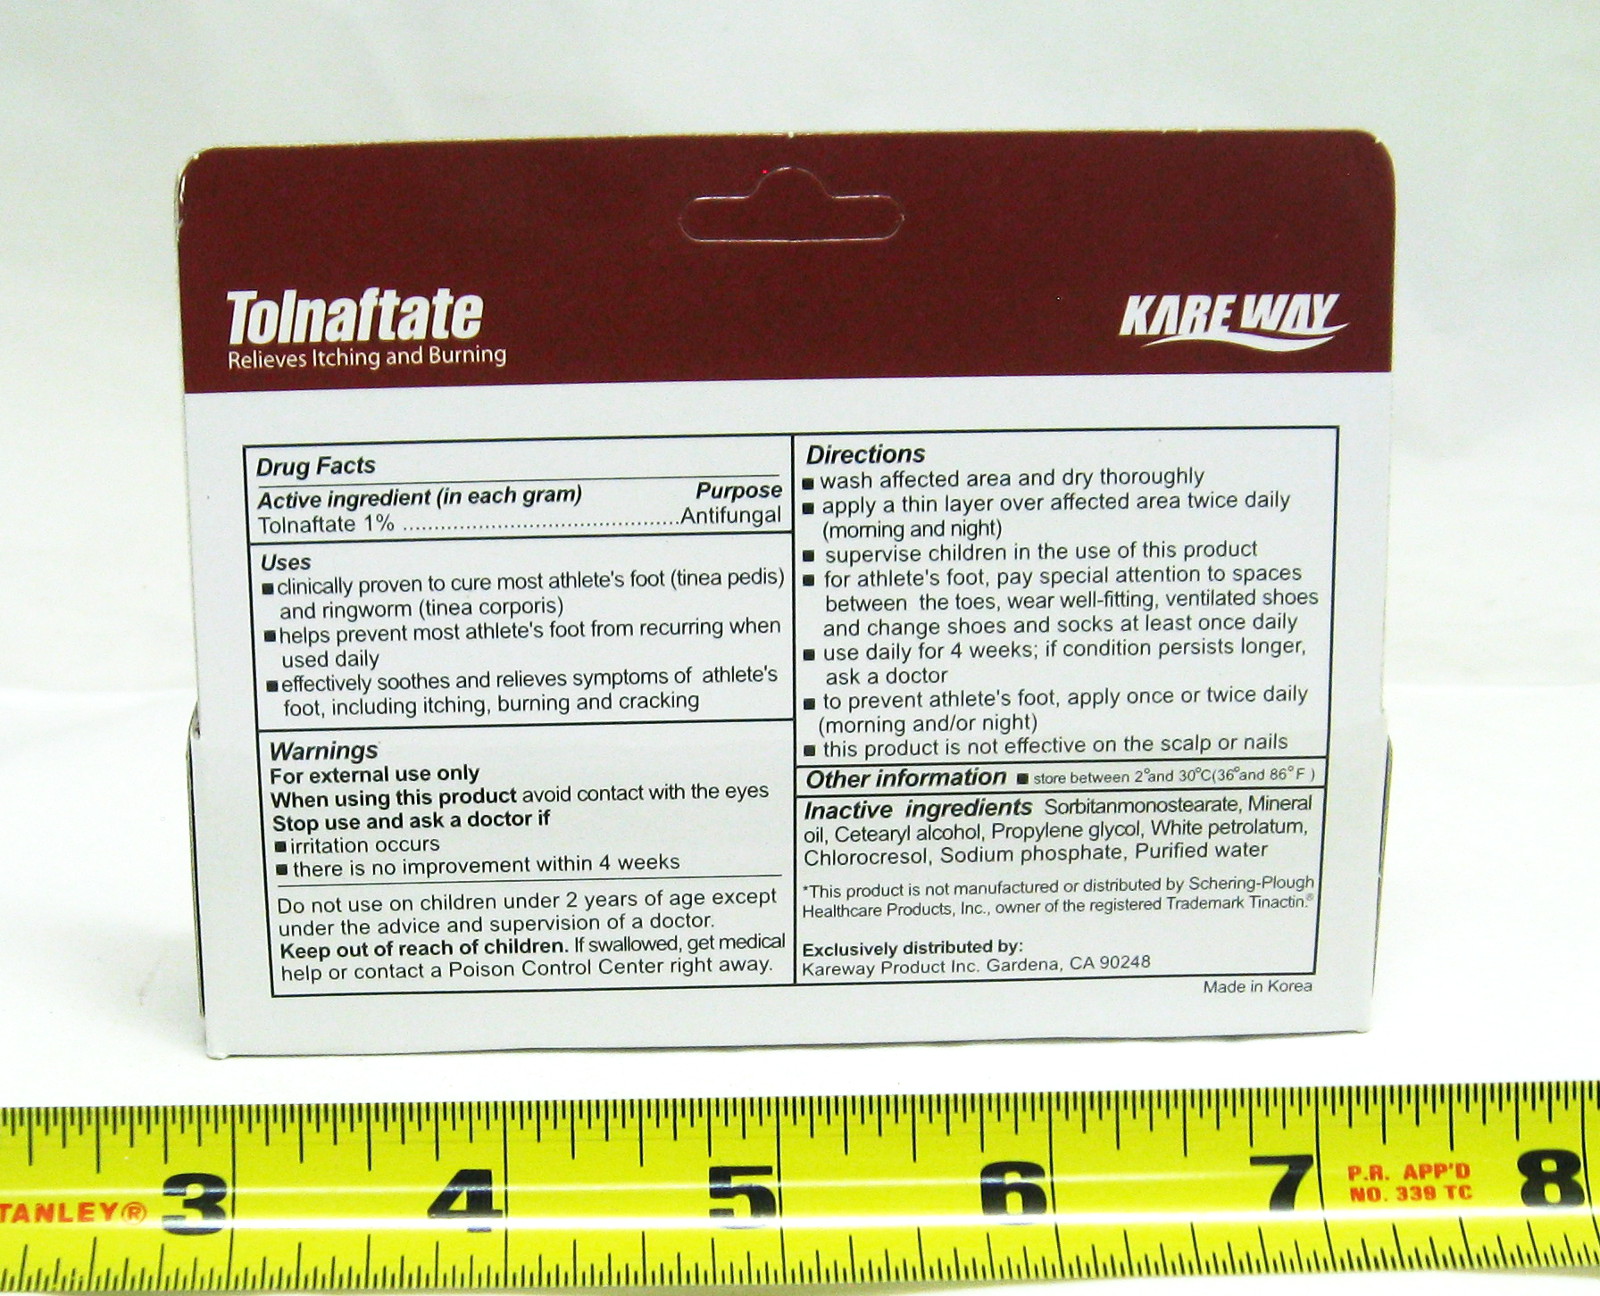 Tolnaftate
Relieves Itching and Burning
KAREWAY
Drug Facts
Active ingredient (in each gram) Purpose
Tolnaftate 1% ..........................................Antifungal
Uses
■ clinically proven to cure most athlete's foot (tinea pedis)
and ringworm (tinea corporis)
■ helps prevent most athlete's foot from recurring when
used daily
■ effectively soothes and relieves symptoms of athlete's
foot, including itching, burning and cracking
Warnings
For external use only
When using this product avoid contact with the eyes
Stop use and ask a doctor if
■ irritation occurs
■ there is no improvement within 4 weeks
Do not use on children under 2 years of age except
under the advice and supervision of a doctor.
Keep out of reach of children. If swallowed, get medical
help or contact a Poison Control Center right away.
Directions
■ wash affected area and dry thoroughly
■ apply a thin layer over affected area twice daily
(morning and night)
■ supervise children in the use of this product
■ for athlete's foot, pay special attention to spaces
between the toes, wear well-fitting, ventilated shoes
and change shoes and socks at least once daily
■ use daily for 4 weeks; if condition persists longer,
ask a doctor
■ to prevent athlete's foot, apply once or twice daily
(morning and/or night)
■ this product is not effective on the scalp or nails
Other information ■ store between 2°and 30°C(36°and 86°F )
Inactive ingredients Sorbitanmonostearate, Mineral
oil, Cetearyl alcohol, Propylene glycol, White petrolatum,
Chlorocresol, Sodium phosphate, Purified water
*This product is not manufactured or distributed by Schering-Plough
Healthcare Products, Inc., owner of the registered Trademark Tinactin.®
Exclusively distributed by:
Kareway Product Inc. Gardena, CA 90248
Made in Korea
TANLEY® 3 4 5 6 7 P.R. APP'D 8
NO. 339 TC